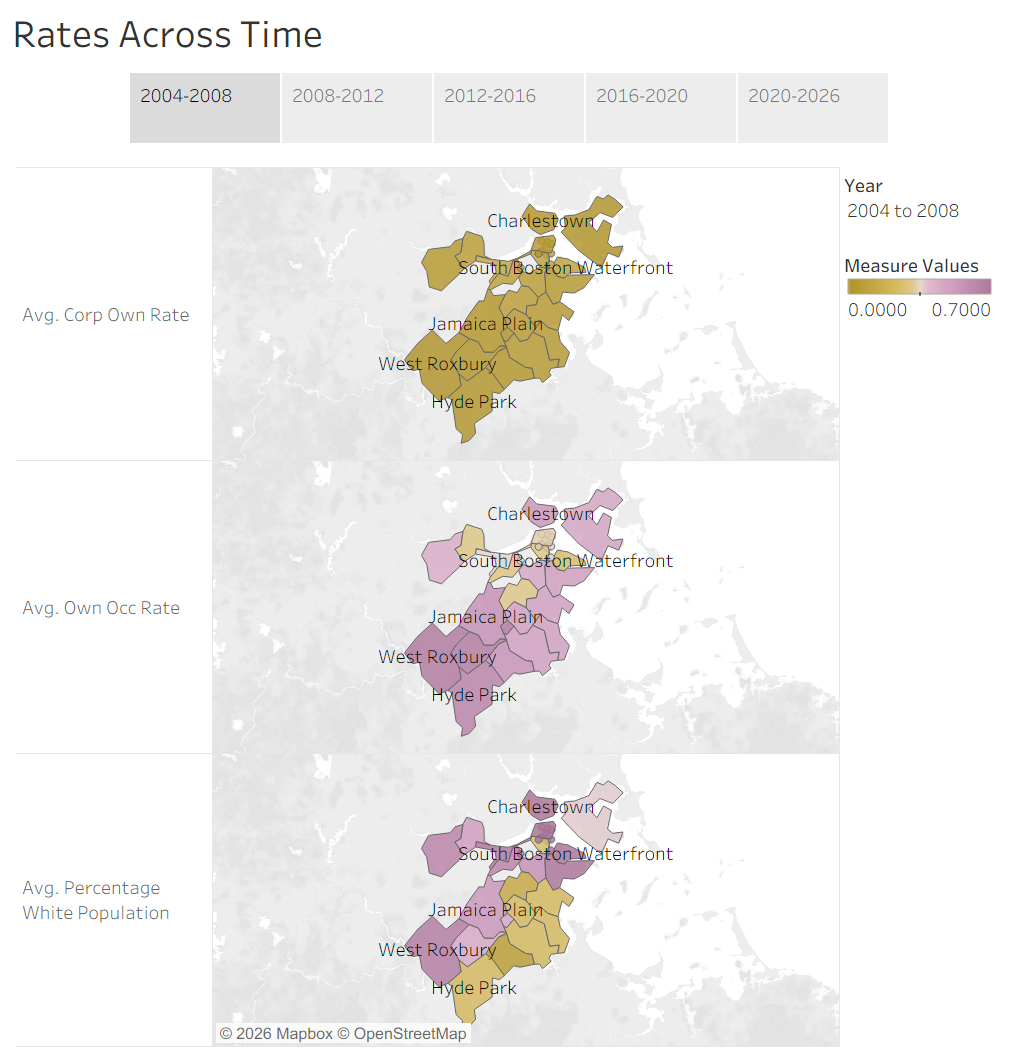 Rates Across Time
2004-2008
2008-2012
2012-2016
2016-2020
2020-2026
Year
2004 to 2008
Measure Values
0.0000
0.7000
Avg. Corp Own Rate
Charlestown
South Boston Waterfront
Jamaica Plain
West Roxbury
Hyde Park
Avg. Own Occ Rate
Charlestown
South Boston Waterfront
Jamaica Plain
West Roxbury
Hyde Park
Avg. Percentage
White Population
Charlestown
South Boston Waterfront
Jamaica Plain
West Roxbury
Hyde Park
© 2026 Mapbox © OpenStreetMap